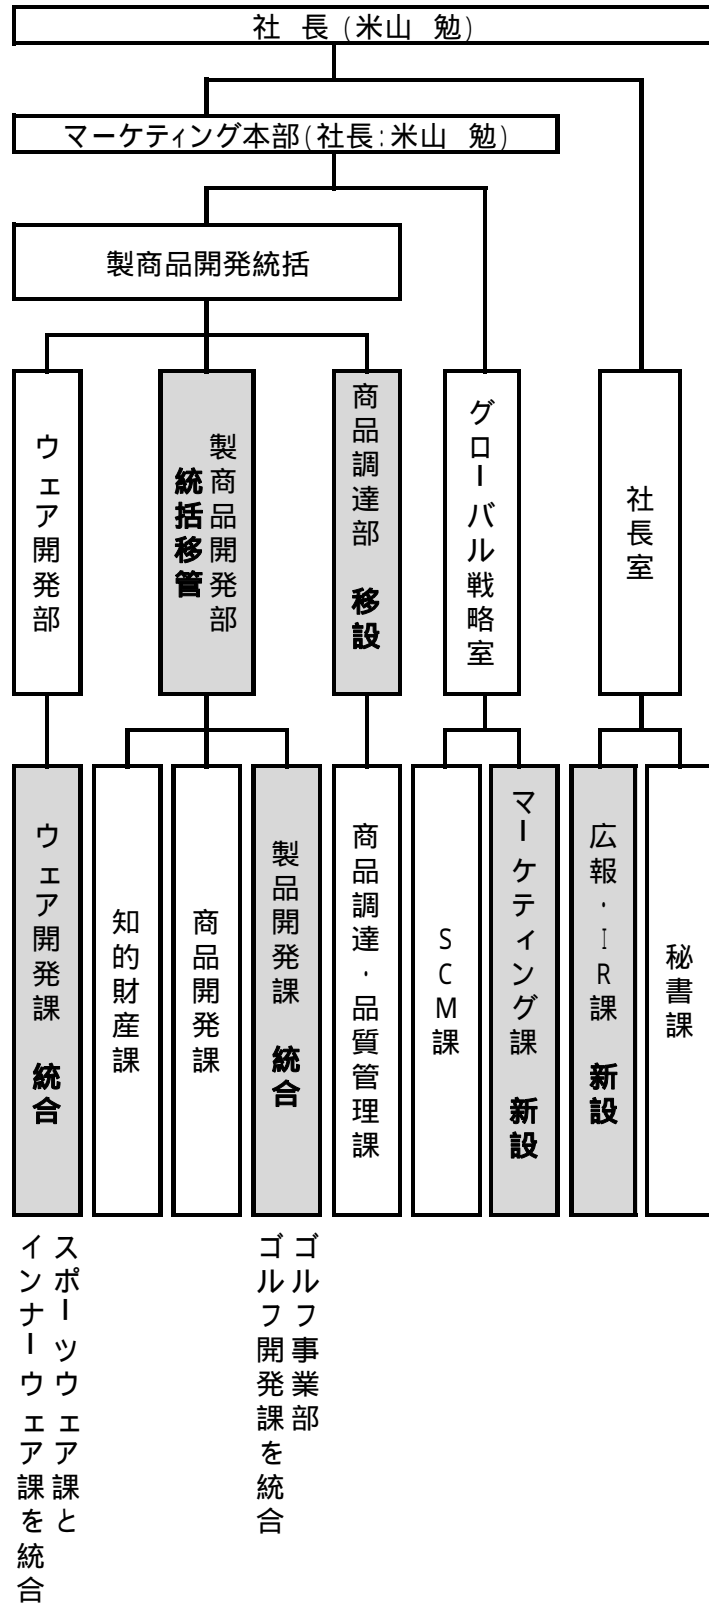 社 長(米山 勉)
マーケティング本部(社長:米山 勉)
製商品開発統括
ウェア開発部
製商品開発部
統括移管
商品調達部 移設
グローバル戦略室
社長室
ウェア開発課 統合
知的財産課
商品開発課
製品開発課 統合
商品調達・品質管理課
SCM課
マーケティング課 新設
広報・IR課 新設
秘書課
スポーツウェア課と
インナーウェア課を統合
ゴルフ事業部
ゴルフ開発課を統合